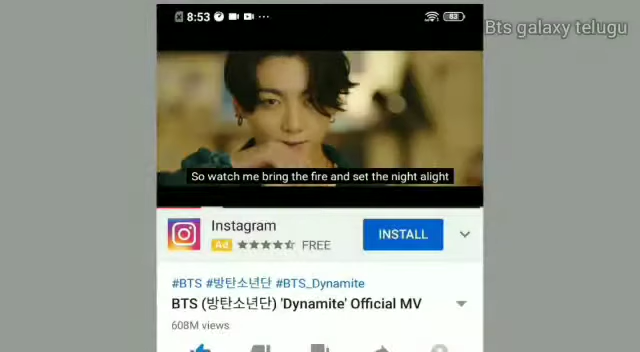 8:53
83
Bts galaxy telugu
So watch me bring the fire and set the night alight
Instagram
Ad
FREE
INSTALL
#BTS #방탄소년단 #BTS_Dynamite
BTS (방탄소년단) 'Dynamite' Official MV
608M views